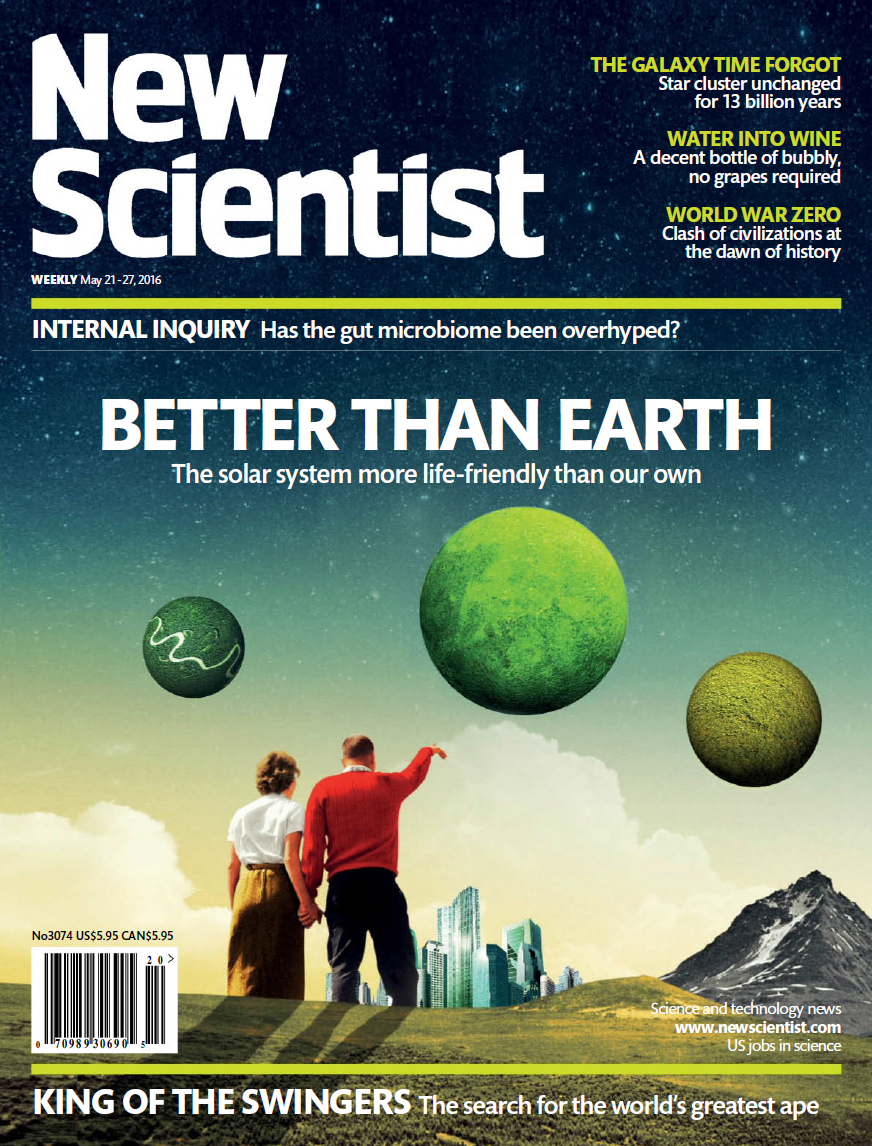 New
Scientist
WEEKLY May 21 - 27, 2016
THE GALAXY TIME FORGOT
Star cluster unchanged
for 13 billion years
WATER INTO WINE
A decent bottle of bubbly,
no grapes required
WORLD WAR ZERO
Clash of civilizations at
the dawn of history
INTERNAL INQUIRY Has the gut microbiome been overhyped?
BETTER THAN EARTH
The solar system more life-friendly than our own
No3074 US$5.95 CAN$5.95
2 0 >
0 70989 30690 5
Science and technology news
www.newscientist.com
US jobs in science
KING OF THE SWINGERS The search for the world's greatest ape